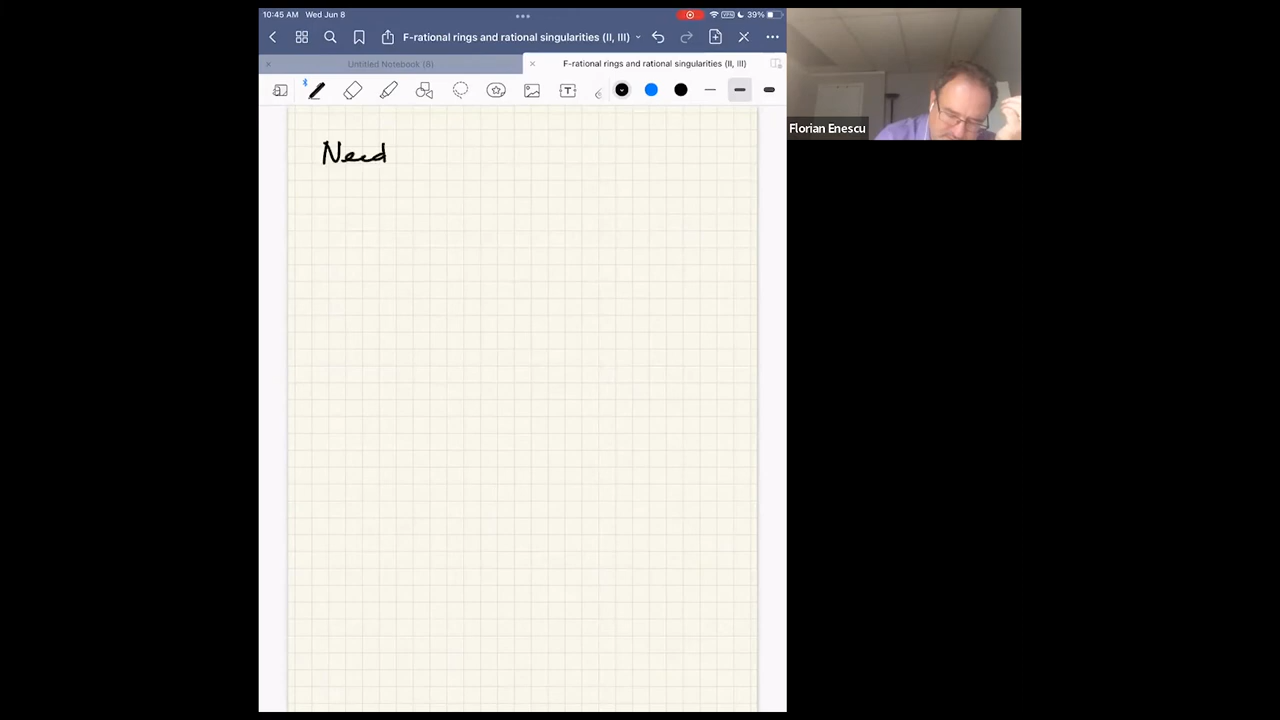 10:45 AM Wed Jun 8
VPN 39%
F-rational rings and rational singularities (II, III)
Untitled Notebook (8)
F-rational rings and rational singularities (II, III)
T
Florian Enescu
Need